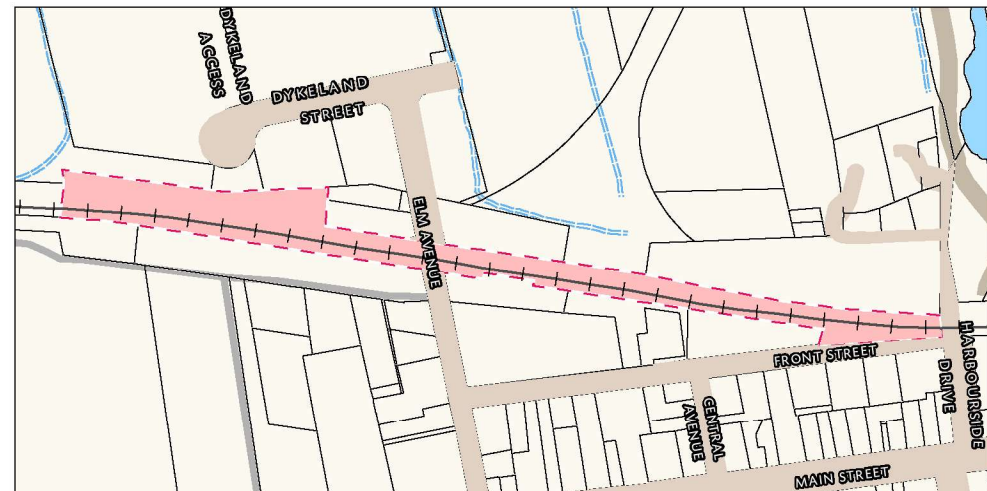 DYKELAND
ACCESS
DYKELAND
STREET
ELM AVENUE
FRONT STREET
HARBOURSIDE
DRIVE
CENTRAL
AVENUE
MAIN STREET